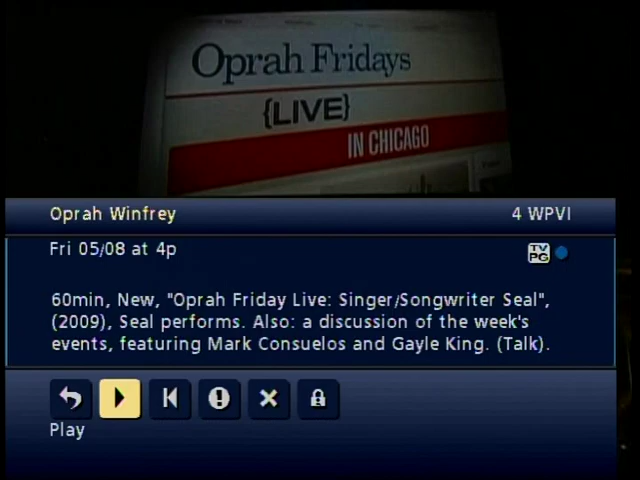 Oprah Fridays
{LIVE}
IN CHICAGO
Oprah Winfrey
4 WPVI
Fri 05/08 at 4p
TV
PG
60min, New, "Oprah Friday Live: Singer/Songwriter Seal",
(2009), Seal performs. Also: a discussion of the week's
events, featuring Mark Consuelos and Gayle King. (Talk).
Play